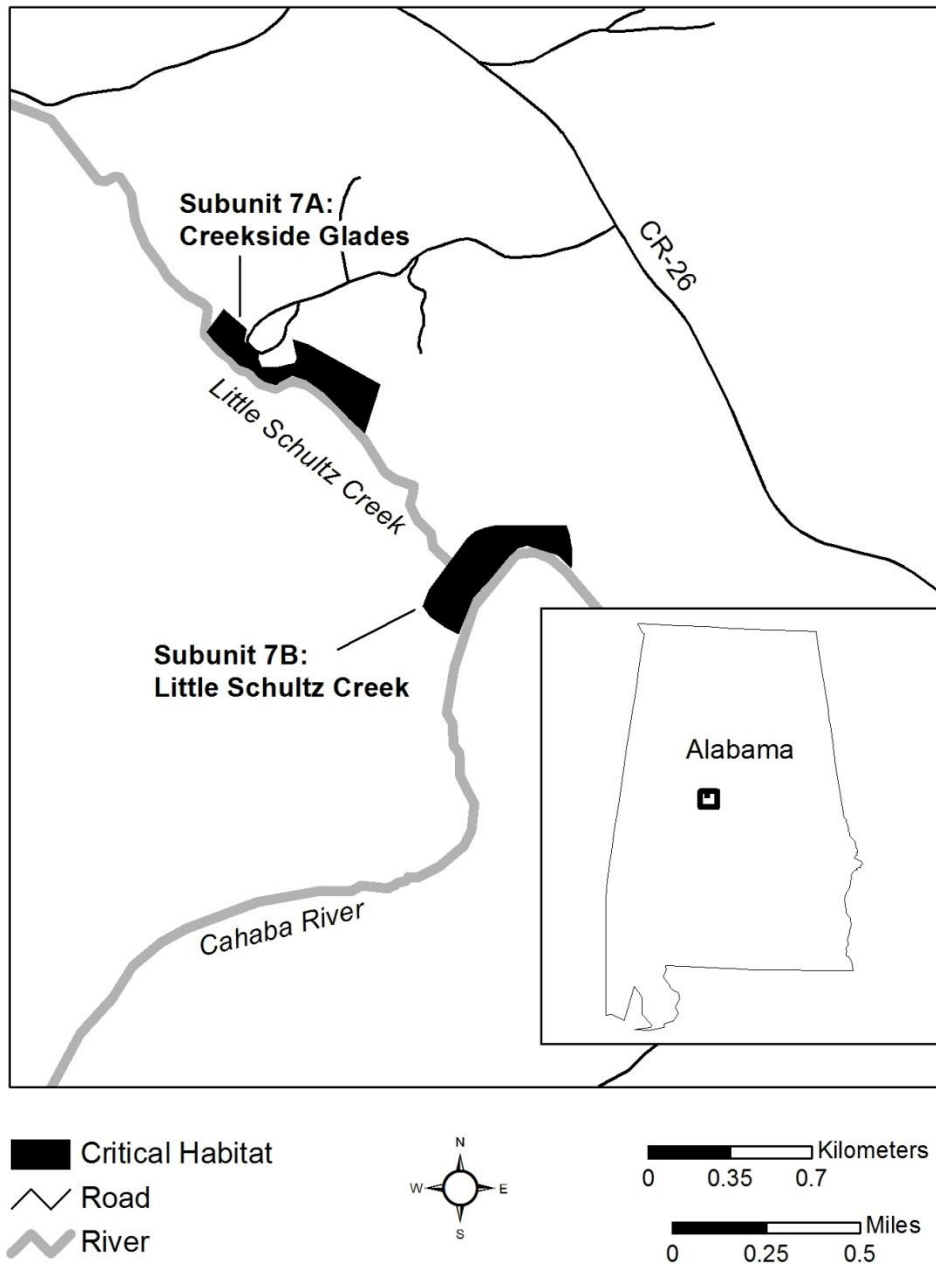 Subunit 7A:
Creekside Glades
CR-26
Little Schultz Creek
Subunit 7B:
Little Schultz Creek
Alabama
Cahaba River
Critical Habitat
Road
River
N
W E
S
Kilometers
0 0.35 0.7
Miles
0 0.25 0.5